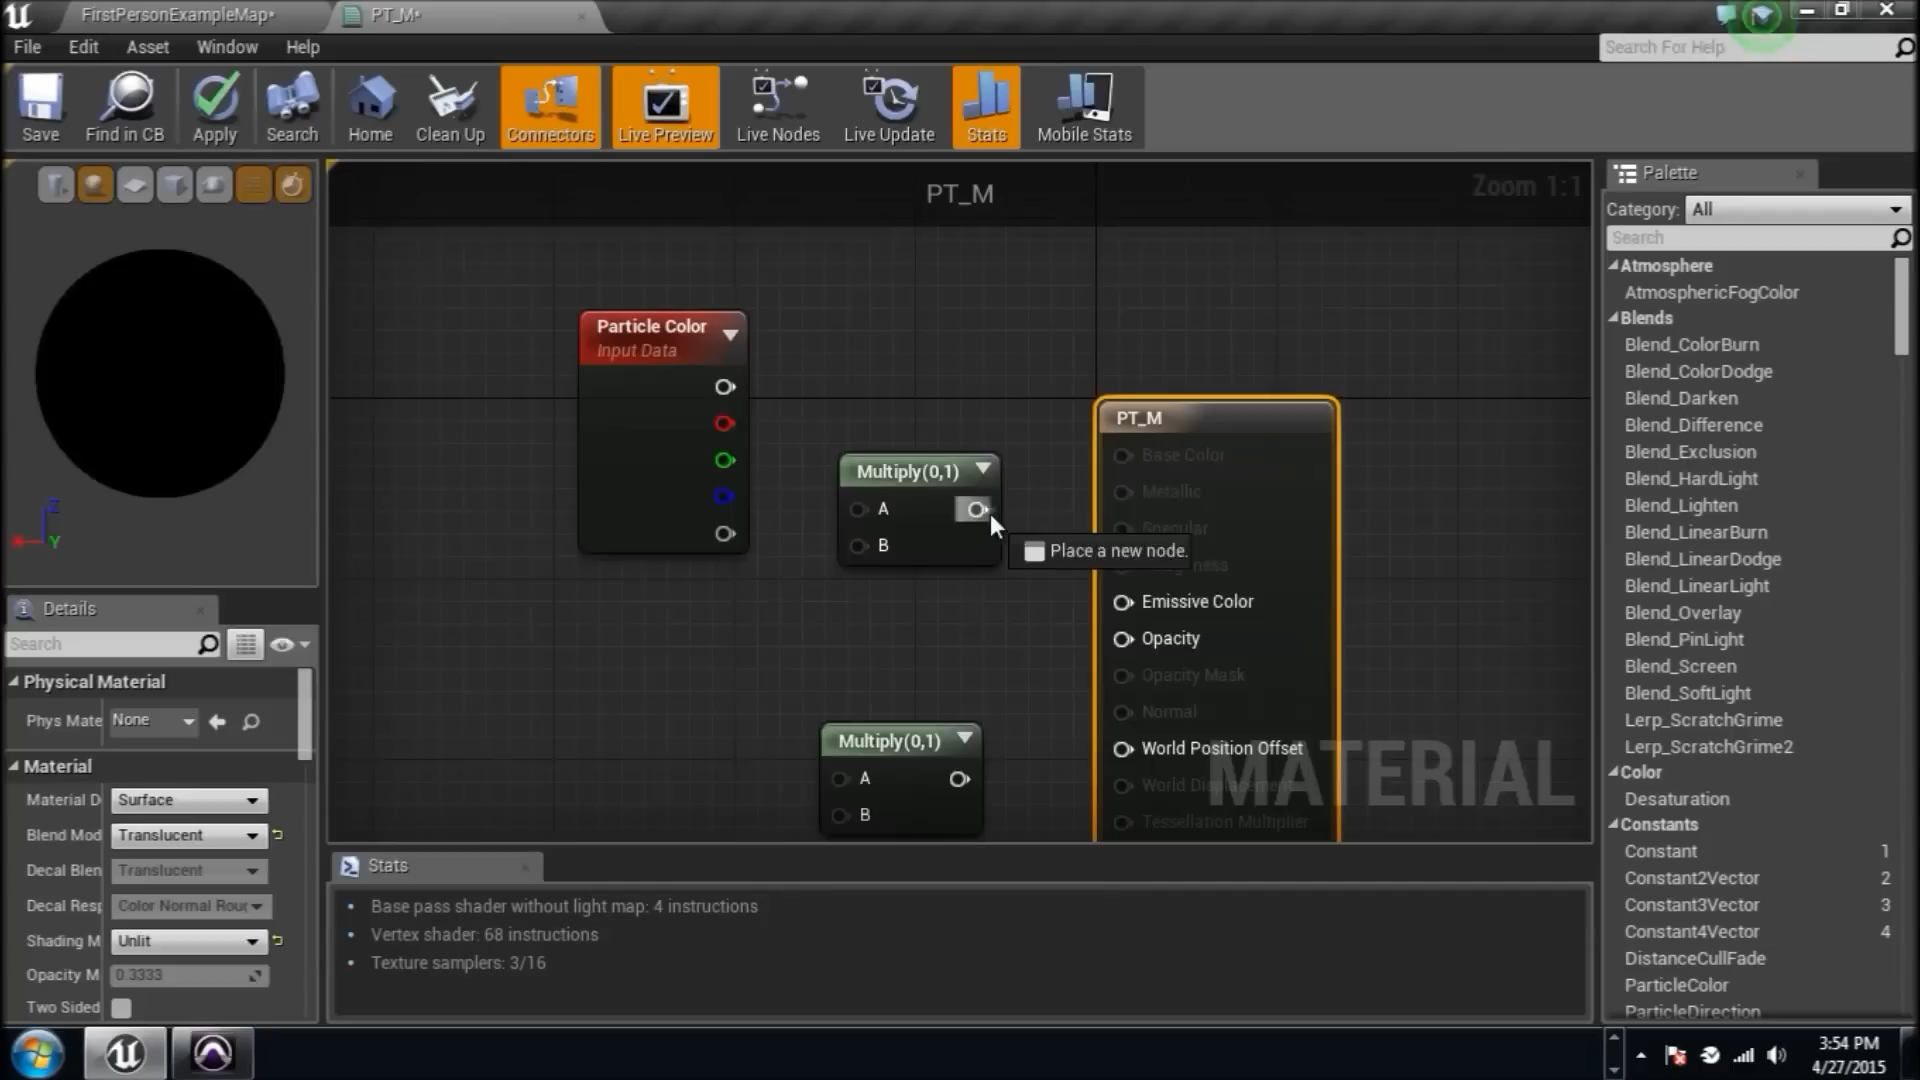 FirstPersonExampleMap*
PT_M*
File
Edit
Asset
Window
Help
Search For Help
Save
Find in CB
Apply
Search
Home
Clean Up
Connectors
Live Preview
Live Nodes
Live Update
Stats
Mobile Stats
PT_M
Zoom 1:1
Particle Color
Input Data
Multiply(0,1)
A
B
Place a new node.
Multiply(0,1)
A
B
PT_M
Base Color
Metallic
Specular
Emissive Color
Opacity
Opacity Mask
Normal
World Position Offset
World Displacement
Tessellation Multiplier
MATERIAL
Z
Y
Details
Search
Physical Material
Phys Mate
None
Material
Material D
Surface
Blend Mod
Translucent
Decal Blen
Translucent
Decal Resp
Color Normal Roug
Shading M
Unlit
Opacity M
0.3333
Two Sided
Stats
Base pass shader without light map: 4 instructions
Vertex shader: 68 instructions
Texture samplers: 3/16
Palette
Category:
All
Search
Atmosphere
AtmosphericFogColor
Blends
Blend_ColorBurn
Blend_ColorDodge
Blend_Darken
Blend_Difference
Blend_Exclusion
Blend_HardLight
Blend_Lighten
Blend_LinearBurn
Blend_LinearDodge
Blend_LinearLight
Blend_Overlay
Blend_PinLight
Blend_Screen
Blend_SoftLight
Lerp_ScratchGrime
Lerp_ScratchGrime2
Color
Desaturation
Constants
Constant 1
Constant2Vector 2
Constant3Vector 3
Constant4Vector 4
DistanceCullFade
ParticleColor
ParticleDirection
3:54 PM
4/27/2015